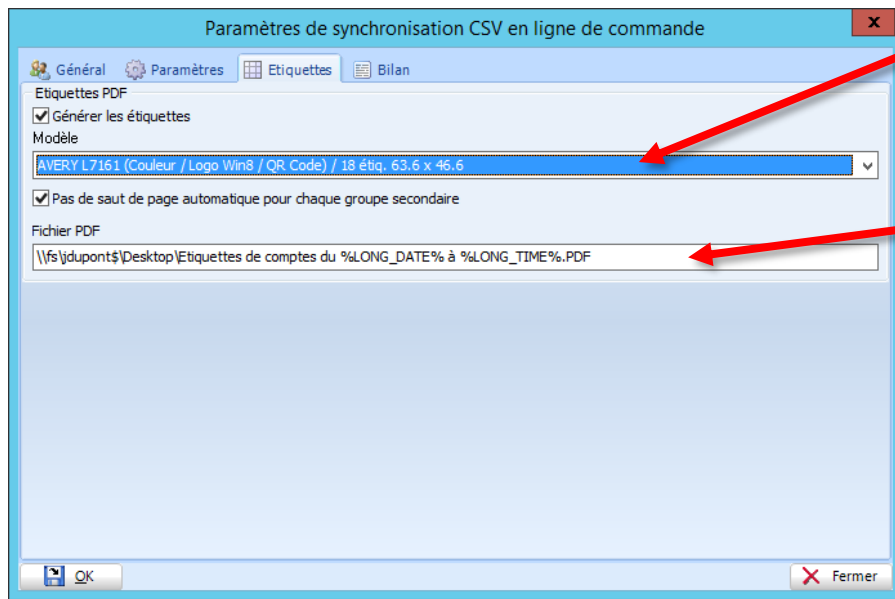 Paramètres de synchronisation CSV en ligne de commande
x
Général Paramètres Etiquettes Bilan
Etiquettes PDF
Générer les étiquettes
Modèle
AVERY L7161 (Couleur / Logo Win8 / QR Code) / 18 étiq. 63.6 x 46.6
Pas de saut de page automatique pour chaque groupe secondaire
Fichier PDF
\\fs\jdupont$\Desktop\Etiquettes de comptes du %LONG_DATE% à %LONG_TIME%.PDF
OK Fermer